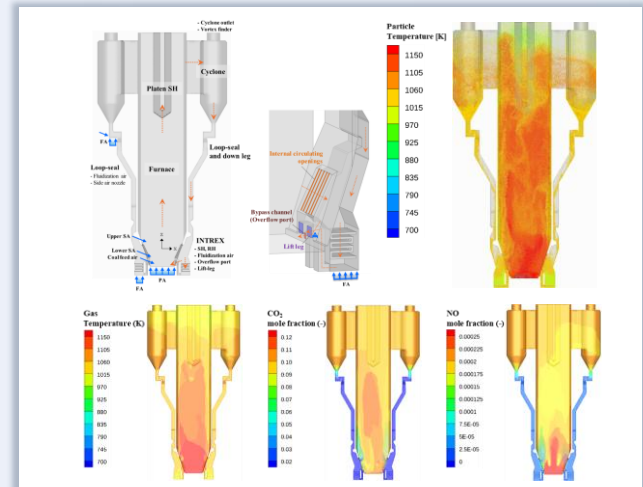 - Cyclone outlet
- Vortex finder
Cyclone
Platen SH
FA
Loop-seal
- Fluidization air
- Side air nozzle
Furnace
Loop-seal
and down leg
Upper SA
Lower SA
Coal feed air
z
x
INTREX
- SH, RH
- Fluidization air
- Overflow port
- Lift-leg
FA
PA
Internal circulating
openings
Bypass channel
(Overflow port)
Lift leg
FA
Particle
Temperature [K]
1150
1105
1060
1015
970
925
880
835
790
745
700
Gas
Temperature (K)
1150
1105
1060
1015
970
925
880
835
790
745
700
CO₂
mole fraction (-)
0.12
0.11
0.10
0.09
0.08
0.07
0.06
0.05
0.04
0.03
0.02
NO
mole fraction (-)
0.00025
0.000225
0.0002
0.000175
0.00015
0.000125
0.0001
7.5E-05
5E-05
2.5E-05
0